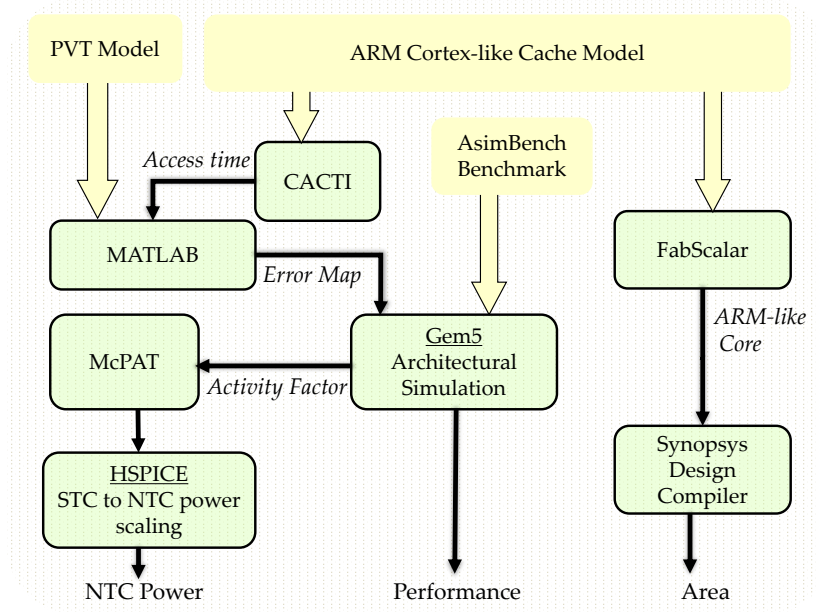 PVT Model
ARM Cortex-like Cache Model
AsimBench
Benchmark
Access time
CACTI
MATLAB
Error Map
FabScalar
ARM-like
Core
Gem5
Architectural
Simulation
McPAT
Activity Factor
Synopsys
Design
Compiler
HSPICE
STC to NTC power
scaling
NTC Power
Performance
Area